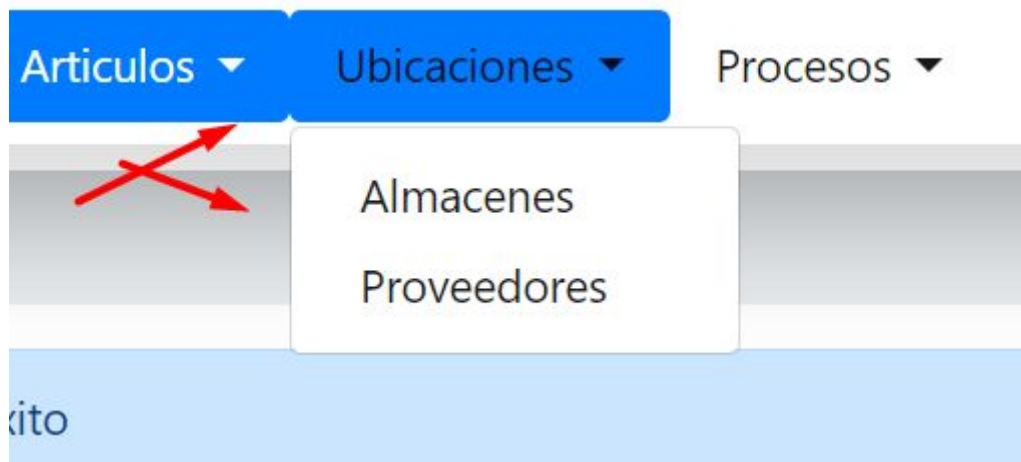 Articulos Ubicaciones Procesos
Almacenes
Proveedores
xito